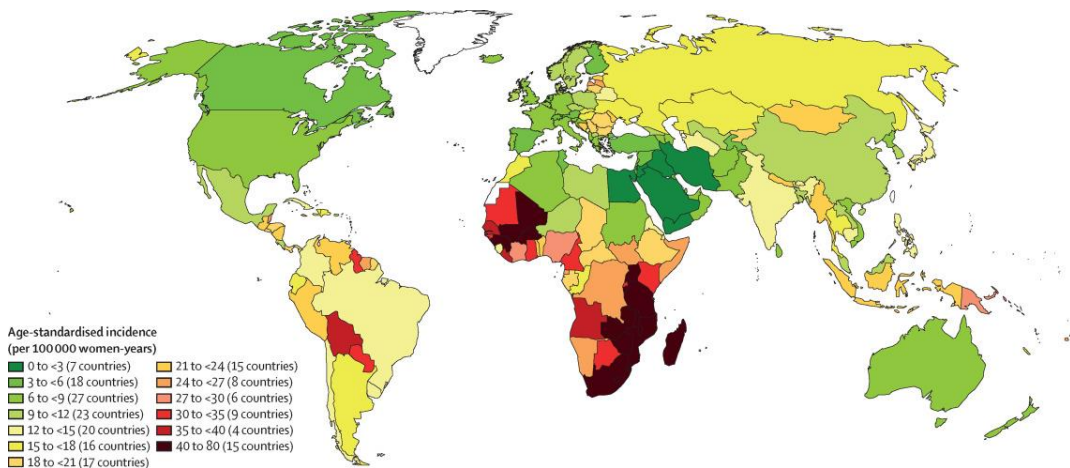 Age-standardised incidence
(per 100 000 women-years)
0 to <3 (7 countries)
3 to <6 (18 countries)
6 to <9 (27 countries)
9 to <12 (23 countries)
12 to <15 (20 countries)
15 to <18 (16 countries)
18 to <21 (17 countries)
21 to <24 (15 countries)
24 to <27 (8 countries)
27 to <30 (6 countries)
30 to <35 (9 countries)
35 to <40 (4 countries)
40 to 80 (15 countries)